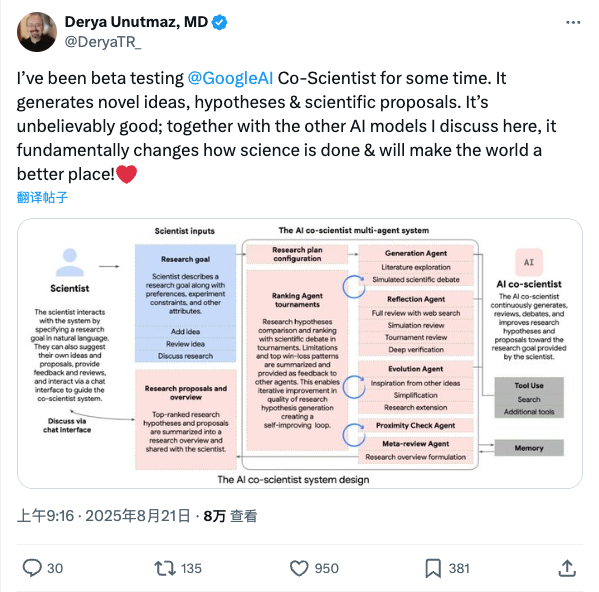 Derya Unutmaz, MD
@DeryaTR_
I've been beta testing @GoogleAI Co-Scientist for some time. It
generates novel ideas, hypotheses & scientific proposals. It's
unbelievably good; together with the other AI models I discuss here, it
fundamentally changes how science is done & will make the world a
better place!❤️
翻译帖子
Scientist inputs
The AI co-scientist multi-agent system
Scientist
The scientist interacts
with the system by
specifying a research
goal in natural language.
They can also suggest
their own ideas and
proposals, provide
feedback and reviews,
and interact via a chat
interface to guide the
co-scientist system.
Discuss via
chat Interface
Research goal
Scientist describes a
research goal along with
preferences, experiment
constraints, and other
attributes.
Add idea
Review idea
Discuss research
Research proposals and
overview
Top-ranked research
hypotheses and proposals
are summarized into a
research overview and
shared with the scientist.
Research plan
configuration
Ranking Agent
tournaments
Research hypotheses
comparison and ranking
with scientific debate in
tournaments. Limitations
and top win-loss patterns
are summarized and
provided as feedback to
other agents. This enables
iterative improvement in
quality of research
hypothesis generation
creating a
self-improving loop.
Generation Agent
Literature exploration
Simulated scientific debate
Reflection Agent
Full review with web search
Simulation review
Tournament review
Deep verification
Evolution Agent
Inspiration from other ideas
Simplification
Research extension
Proximity Check Agent
Meta-review Agent
Research overview formulation
AI
AI co-scientist
The AI co-scientist
continuously generates,
reviews, debates, and
improves research
hypotheses and
proposals toward the
research goal provided
by the scientist.
Tool Use
Search
Additional tools
Memory
The AI co-scientist system design
上午9:16 · 2025年8月21日 · 8万 查看
30
135
950
381